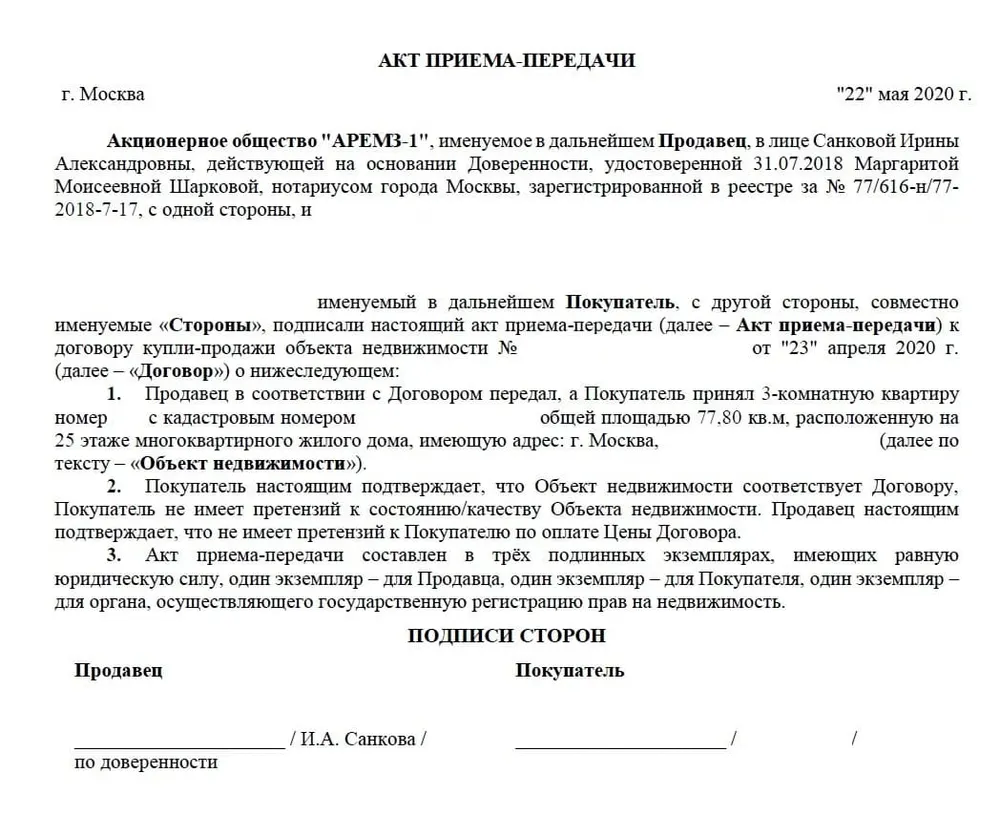 АКТ ПРИЕМА-ПЕРЕДАЧИ
г. Москва "22" мая 2020 г.
Акционерное общество "АРЕМЗ-1", именуемое в дальнейшем Продавец, в лице Санковой Ирины
Александровны, действующей на основании Доверенности, удостоверенной 31.07.2018 Маргаритой
Моисеевной Шарковой, нотариусом города Москвы, зарегистрированной в реестре за № 77/616-н/77-
2018-7-17, с одной стороны, и
именуемый в дальнейшем Покупатель, с другой стороны, совместно
именуемые «Стороны», подписали настоящий акт приема-передачи (далее – Акт приема-передачи) к
договору купли-продажи объекта недвижимости № от "23" апреля 2020 г.
(далее – «Договор») о нижеследующем:
1. Продавец в соответствии с Договором передал, а Покупатель принял 3-комнатную квартиру
номер с кадастровым номером общей площадью 77,80 кв.м, расположенную на
25 этаже многоквартирного жилого дома, имеющую адрес: г. Москва, (далее по
тексту – «Объект недвижимости»).
2. Покупатель настоящим подтверждает, что Объект недвижимости соответствует Договору,
Покупатель не имеет претензий к состоянию/качеству Объекта недвижимости. Продавец настоящим
подтверждает, что не имеет претензий к Покупателю по оплате Цены Договора.
3. Акт приема-передачи составлен в трёх подлинных экземплярах, имеющих равную
юридическую силу, один экземпляр – для Продавца, один экземпляр – для Покупателя, один экземпляр –
для органа, осуществляющего государственную регистрацию прав на недвижимость.
ПОДПИСИ СТОРОН
Продавец Покупатель
______________________ / И.А. Санкова / ______________________ / /
по доверенности